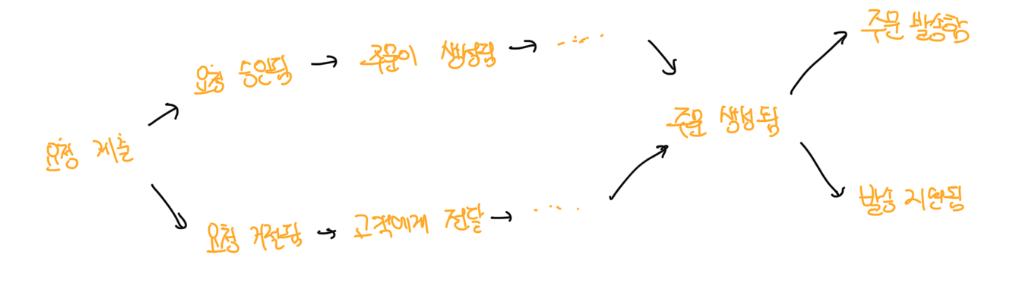 요청 제출
요청 승인됨 → 주문이 생성됨 → .....
요청 거절됨 → 고객에게 전달 → .....
주문 생성됨
주문 발송함
발송 지연됨